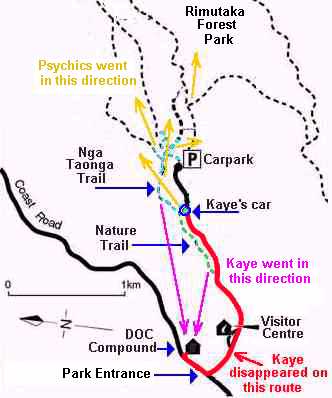 Rimutaka
Forest
Park
Psychics went
in this direction
P
Carpark
Nga
Taonga
Trail
Kaye's car
Coast Road
Nature
Trail
Kaye went in
this direction
0
1km
N
DOC
Compound
Visitor
Centre
Park Entrance
Kaye
disappeared on
this route